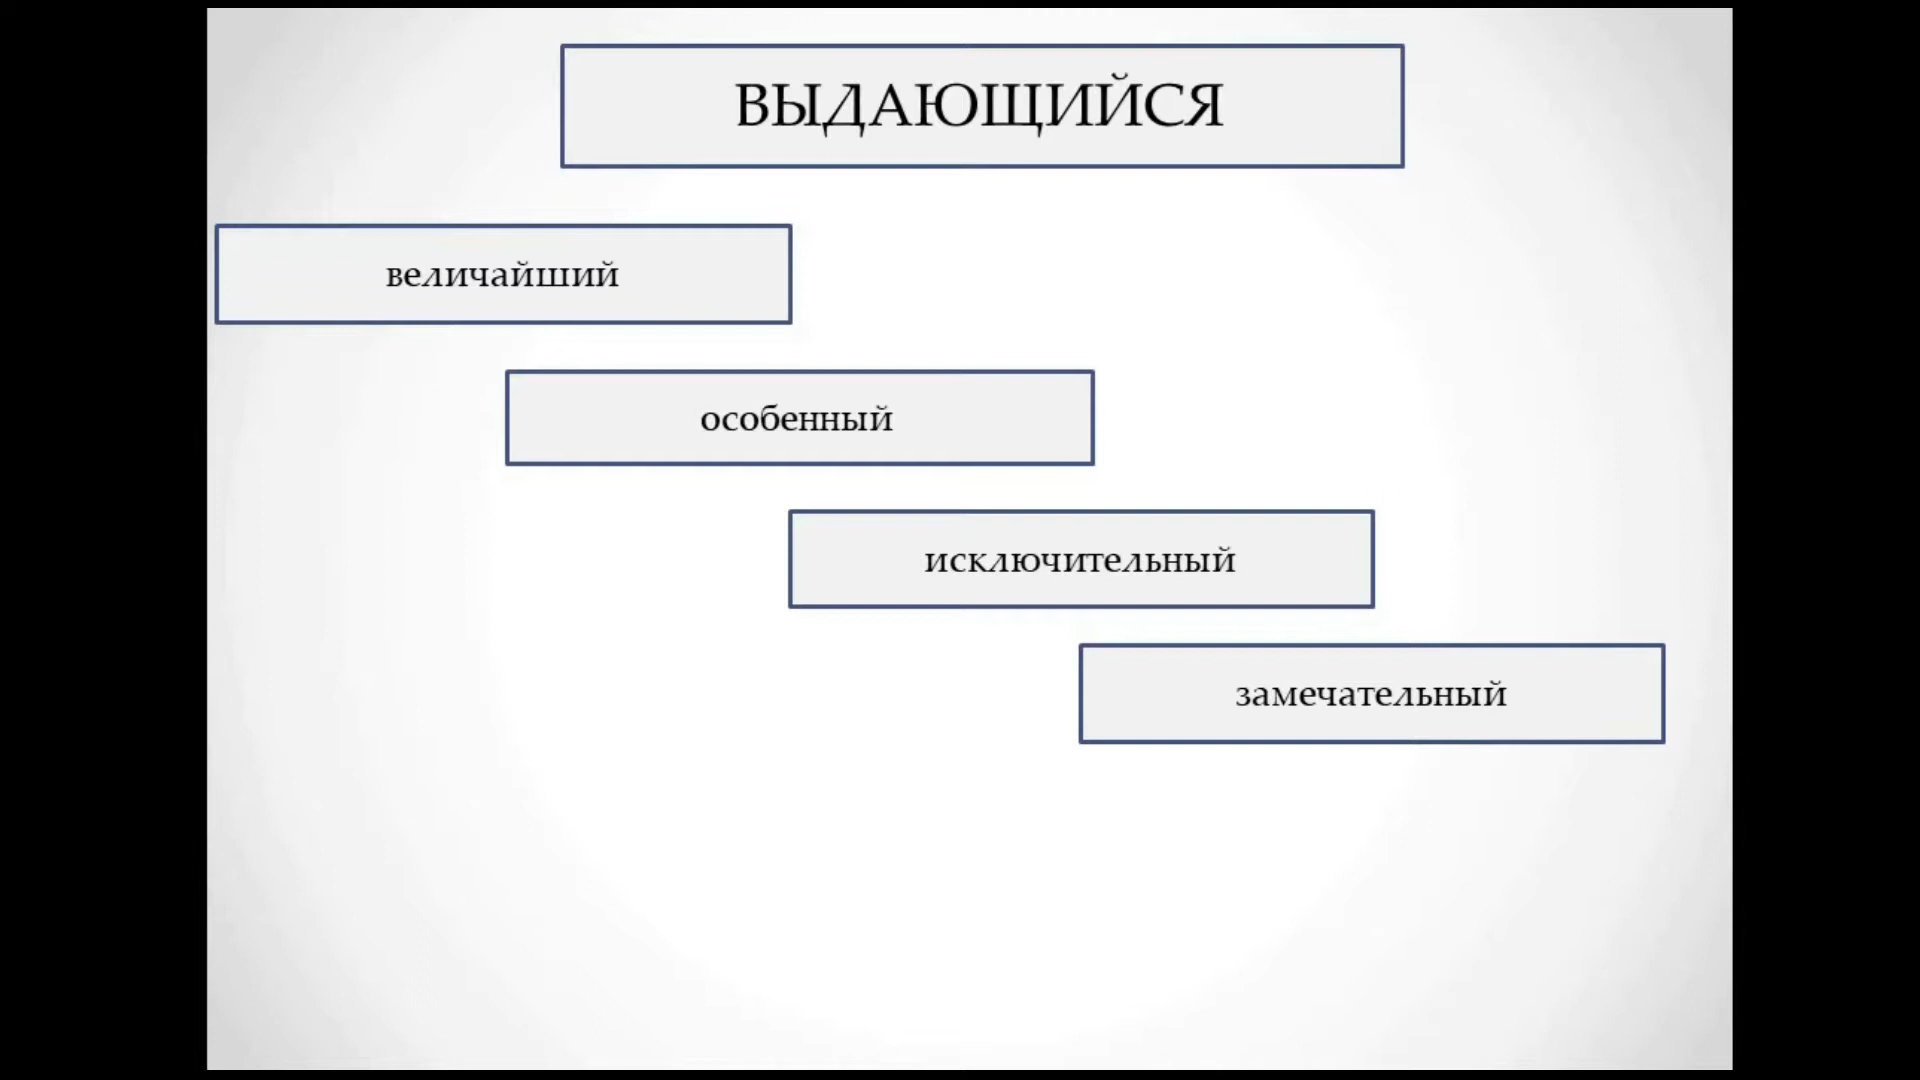 ВЫДАЮЩИЙСЯ
величайший
особенный
исключительный
замечательный